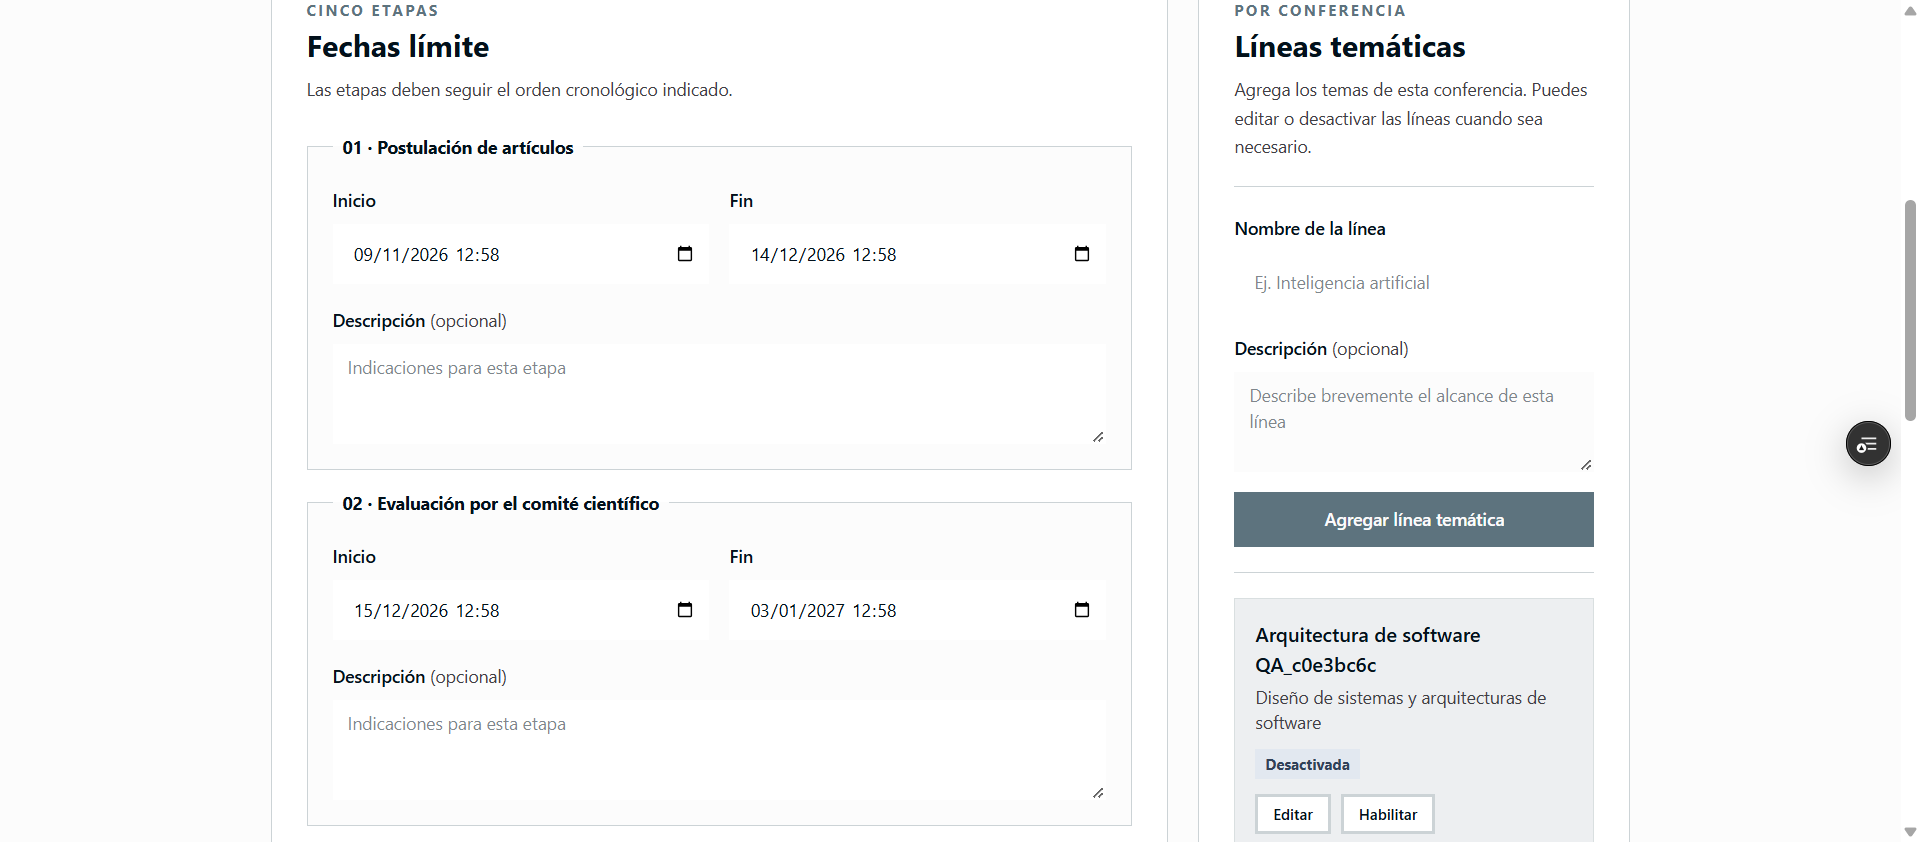 CINCO ETAPAS
Fechas límite
Las etapas deben seguir el orden cronológico indicado.
01 · Postulación de artículos
Inicio
Fin
09/11/2026 12:58
14/12/2026 12:58
Descripción (opcional)
Indicaciones para esta etapa
02 · Evaluación por el comité científico
Inicio
Fin
15/12/2026 12:58
03/01/2027 12:58
Descripción (opcional)
Indicaciones para esta etapa
POR CONFERENCIA
Líneas temáticas
Agrega los temas de esta conferencia. Puedes
editar o desactivar las líneas cuando sea
necesario.
Nombre de la línea
Ej. Inteligencia artificial
Descripción (opcional)
Describe brevemente el alcance de esta
línea
Agregar línea temática
Arquitectura de software
QA_c0e3bc6c
Diseño de sistemas y arquitecturas de
software
Desactivada
Editar
Habilitar